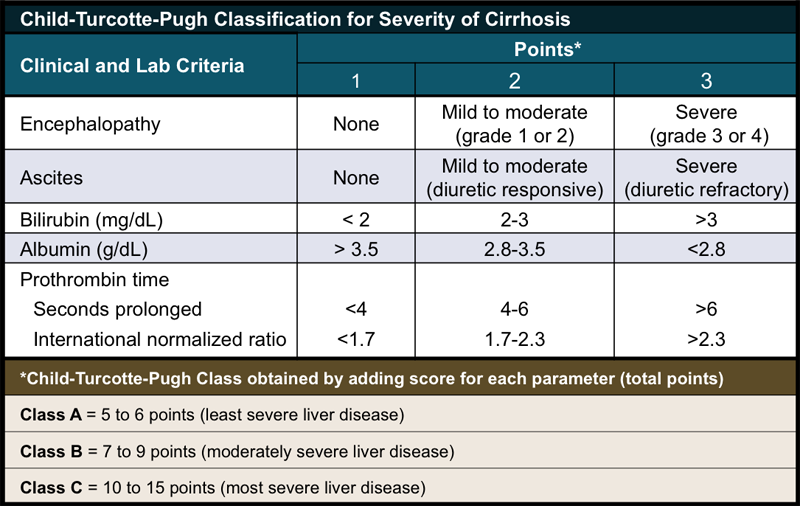 Child-Turcotte-Pugh Classification for Severity of Cirrhosis
Clinical and Lab Criteria
Points*
1 2 3
Encephalopathy None Mild to moderate (grade 1 or 2) Severe (grade 3 or 4)
Ascites None Mild to moderate (diuretic responsive) Severe (diuretic refractory)
Bilirubin (mg/dL) < 2 2-3 >3
Albumin (g/dL) > 3.5 2.8-3.5 <2.8
Prothrombin time
Seconds prolonged <4 4-6 >6
International normalized ratio <1.7 1.7-2.3 >2.3
*Child-Turcotte-Pugh Class obtained by adding score for each parameter (total points)
Class A = 5 to 6 points (least severe liver disease)
Class B = 7 to 9 points (moderately severe liver disease)
Class C = 10 to 15 points (most severe liver disease)